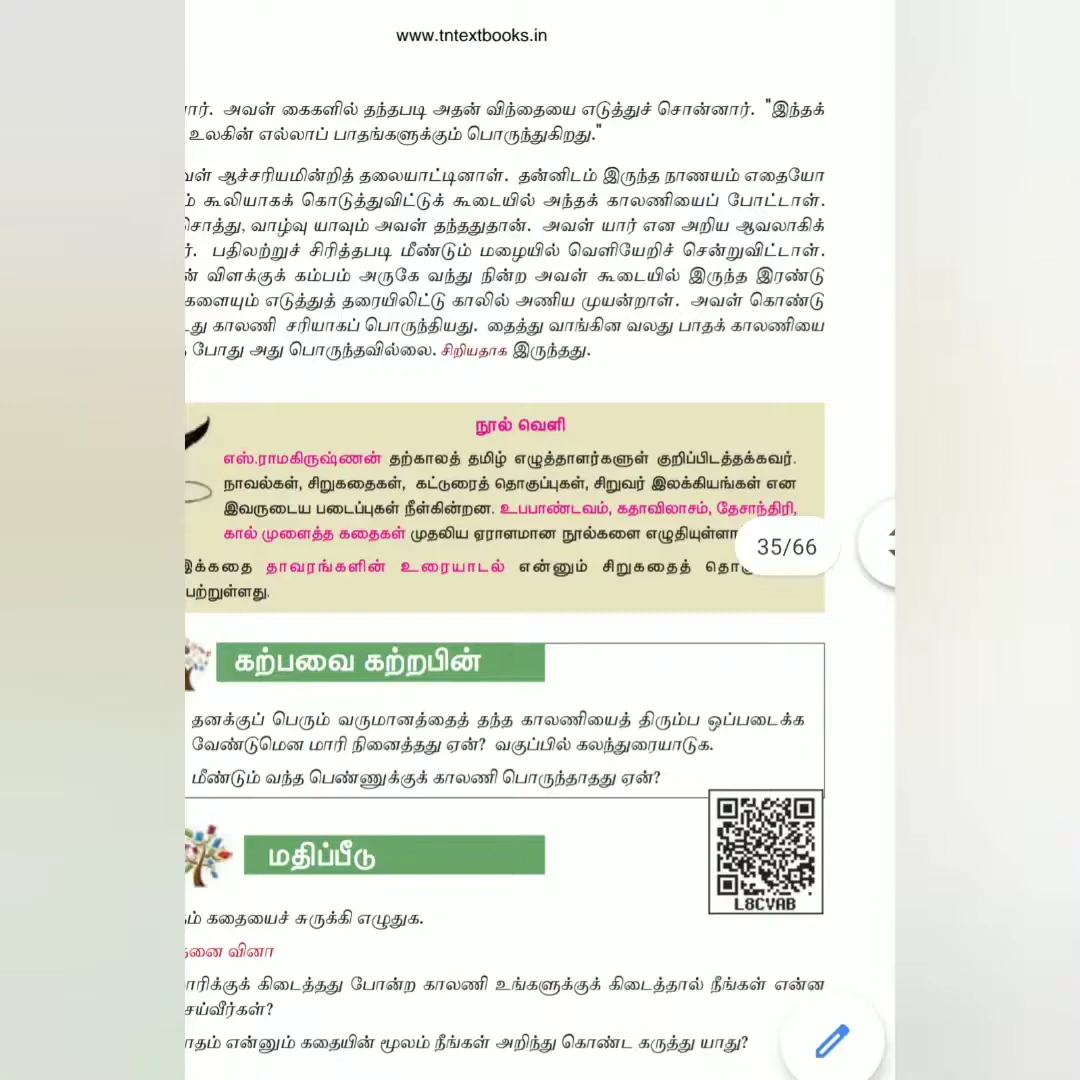 www.tntextbooks.in
அவள் கைகளில் தந்தபடி அதன் விந்தையை எடுத்துச் சொன்னார். "இந்தக்
உலகின் எல்லாப் பாதங்களுக்கும் பொருந்துகிறது."
ஆச்சரியமின்றித் தலையாட்டினாள். தன்னிடம் இருந்த நாணயம் எதையோ
கூலியாகக் கொடுத்துவிட்டுக் கூடையில் அந்தக் காலணியைப் போட்டாள்.
வாழ்வு யாவும் அவள் தந்ததுதான். அவள் யார் என அறிய ஆவலாகிக்
பதிலற்றுச் சிரித்தபடி மீண்டும் மழையில் வெளியேறிச் சென்றுவிட்டாள்.
விளக்குக் கம்பம் அருகே வந்து நின்ற அவள் கூடையில் இருந்த இரண்டு
எடுத்துத் தரையிலிட்டு காலில் அணிய முயன்றாள். அவள் கொண்டு
காலணி சரியாகப் பொருந்தியது. தைத்து வாங்கின வலது பாதக் காலணியை
போது அது பொருந்தவில்லை. சிறியதாக இருந்தது.
நூல் வெளி
எஸ்.ராமகிருஷ்ணன் தற்காலத் தமிழ் எழுத்தாளர்களுள் குறிப்பிடத்தக்கவர்.
நாவல்கள், சிறுகதைகள், கட்டுரைத் தொகுப்புகள், சிறுவர் இலக்கியங்கள் என
இவருடைய படைப்புகள் நீள்கின்றன. உபபாண்டவம், கதாவிலாசம், தேசாந்திரி,
கால் முளைத்த கதைகள் முதலிய ஏராளமான நூல்களை
35/66
இக்கதை தாவரங்களின் உரையாடல் என்னும் சிறுகதைத்
கற்பவை கற்றபின்
தனக்குப் பெரும் வருமானத்தைத் தந்த காலணியைத் திரும்ப ஒப்படைக்க
வேண்டுமென மாரி நினைத்தது ஏன்? வகுப்பில் கலந்துரையாடுக.
மீண்டும் வந்த பெண்ணுக்குக் காலணி பொருந்தாதது ஏன்?
L8CVAB
மதிப்பீடு
கதையைச் சுருக்கி எழுதுக.
வினா
கிடைத்தது போன்ற காலணி உங்களுக்குக் கிடைத்தால் நீங்கள் என்ன
என்னும் கதையின் மூலம் நீங்கள் அறிந்து கொண்ட கருத்து யாது?